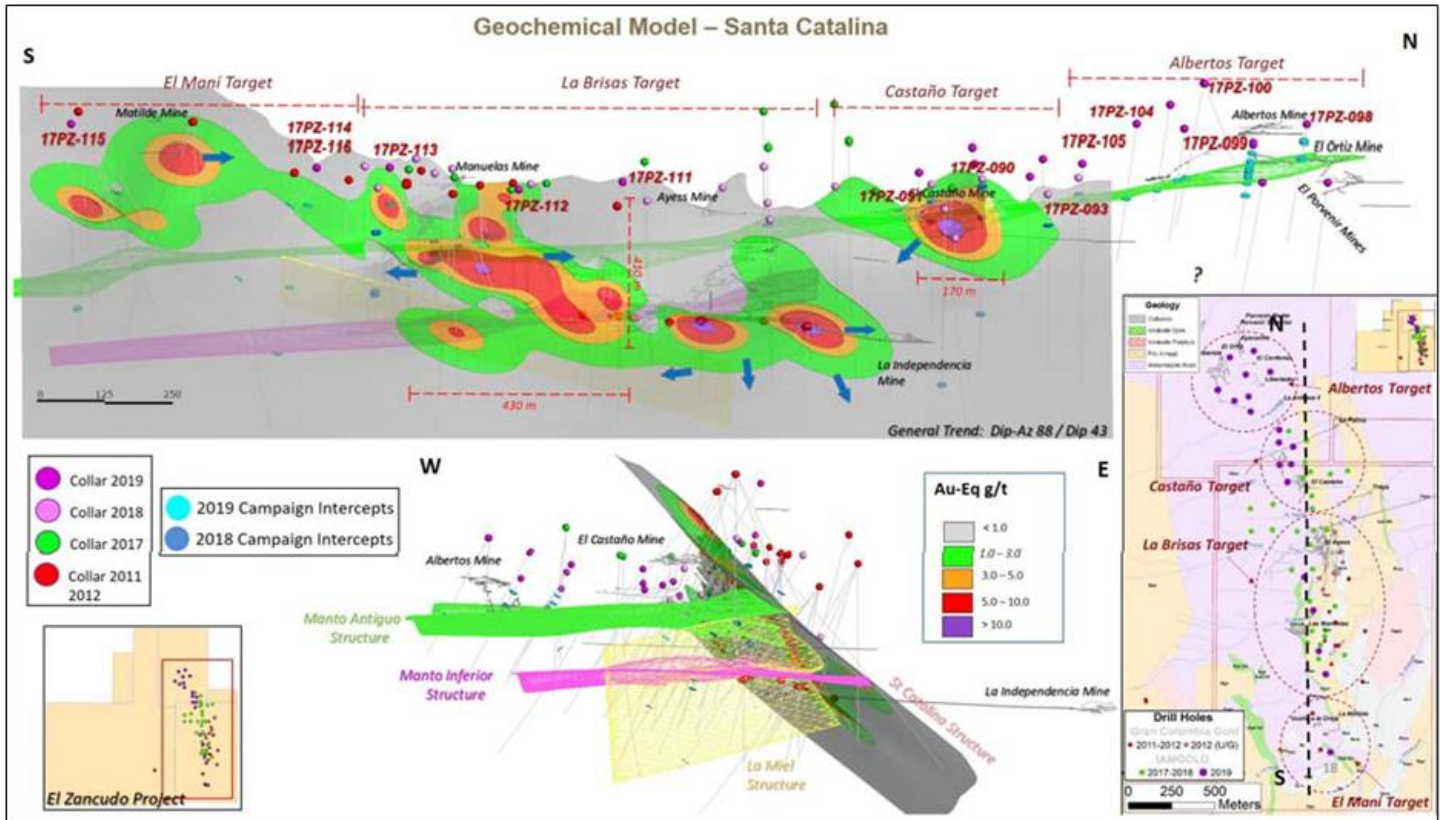 Geochemical Model – Santa Catalina
S
N
El Maní Target
La Brisas Target
Castaño Target
Albertos Target
Matilde Mine
17PZ-115
17PZ-114
17PZ-116
17PZ-113
Manuelas Mine
17PZ-112
17PZ-111
Ayess Mine
17PZ-090
17PZ-091
El Castaño Mine
17PZ-093
17PZ-104
17PZ-105
17PZ-100
Albertos Mine
17PZ-098
17PZ-099
El Ortiz Mine
El Porvenir Mines
410 m
170 m
430 m
La Independencia
Mine
?
0 125 250
General Trend: Dip-Az 88 / Dip 43
Collar 2019
Collar 2018
Collar 2017
Collar 2011
2012
2019 Campaign Intercepts
2018 Campaign Intercepts
El Zancudo Project
W
E
Albertos Mine
El Castaño Mine
Manto Antiguo
Structure
Manto Inferior
Structure
La Miel
Structure
St Catalina Structure
La Independencia Mine
Au-Eq g/t
< 1.0
1.0 – 3.0
3.0 – 5.0
5.0 – 10.0
> 10.0
Geology
N
Albertos Target
Castaño Target
La Brisas Target
El Maní Target
S
18
Drill Holes
Gran Colombia Gold
2011-2012
2012 (U/G)
IAMGOLD
2017-2018
2019
0 250 500
Meters